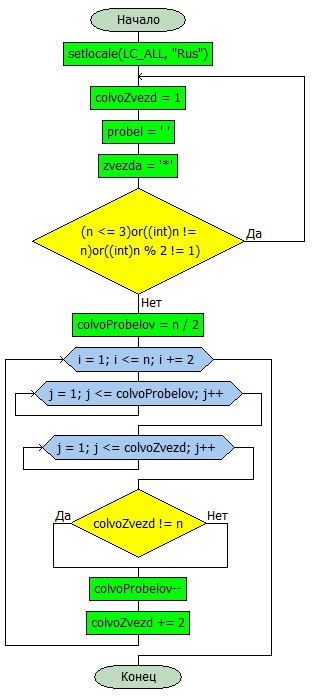 Начало
setlocale(LC_ALL, "Rus")
colvoZvezd = 1
probel = ' '
zvezda = '*'
(n <= 3)or((int)n !=
n)or((int)n % 2 != 1)
Да
Нет
colvoProbelov = n / 2
i = 1; i <= n; i += 2
j = 1; j <= colvoProbelov; j++
j = 1; j <= colvoZvezd; j++
Да
Нет
colvoZvezd != n
colvoProbelov--
colvoZvezd += 2
Конец